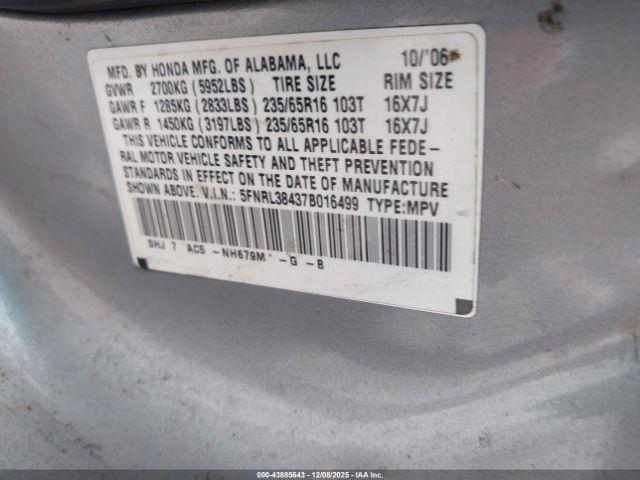 MFD. BY HONDA MFG. OF ALABAMA, LLC 10/'06
GVWR 2700KG (5952LBS) TIRE SIZE RIM SIZE
GAWR F 1285KG (2833LBS) 235/65R16 103T 16X7J
GAWR R 1450KG (3197LBS) 235/65R16 103T 16X7J
THIS VEHICLE CONFORMS TO ALL APPLICABLE FEDE-
RAL MOTOR VEHICLE SAFETY AND THEFT PREVENTION
STANDARDS IN EFFECT ON THE DATE OF MANUFACTURE
SHOWN ABOVE. V.I.N.: 5FNRL38437B016499 TYPE:MPV
SHJ 7 AC5 -NH679M* -G -B
000-43885643 12/08/2025 - IAAI.COM